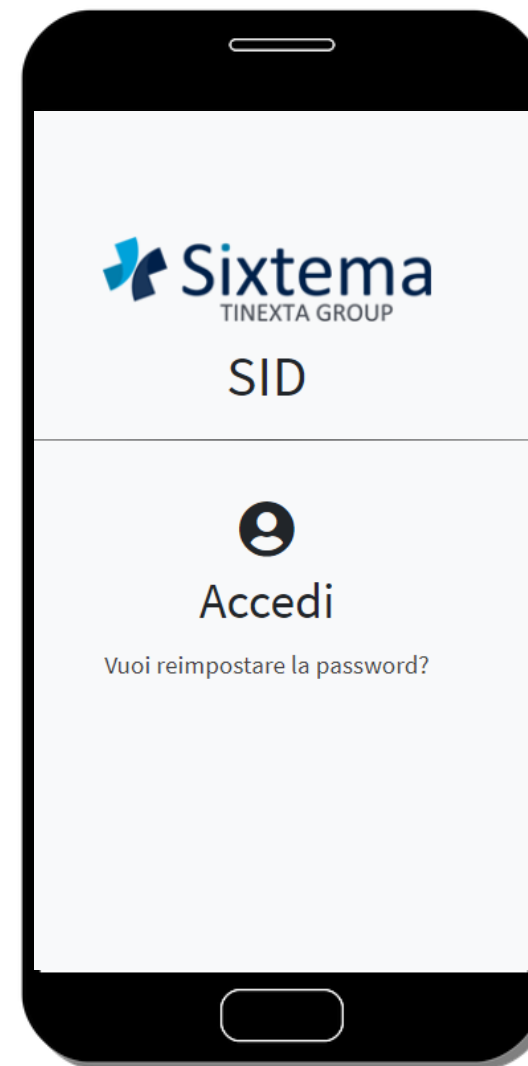 Sixtema
TINEXTA GROUP
SID
Accedi
Vuoi reimpostare la password?